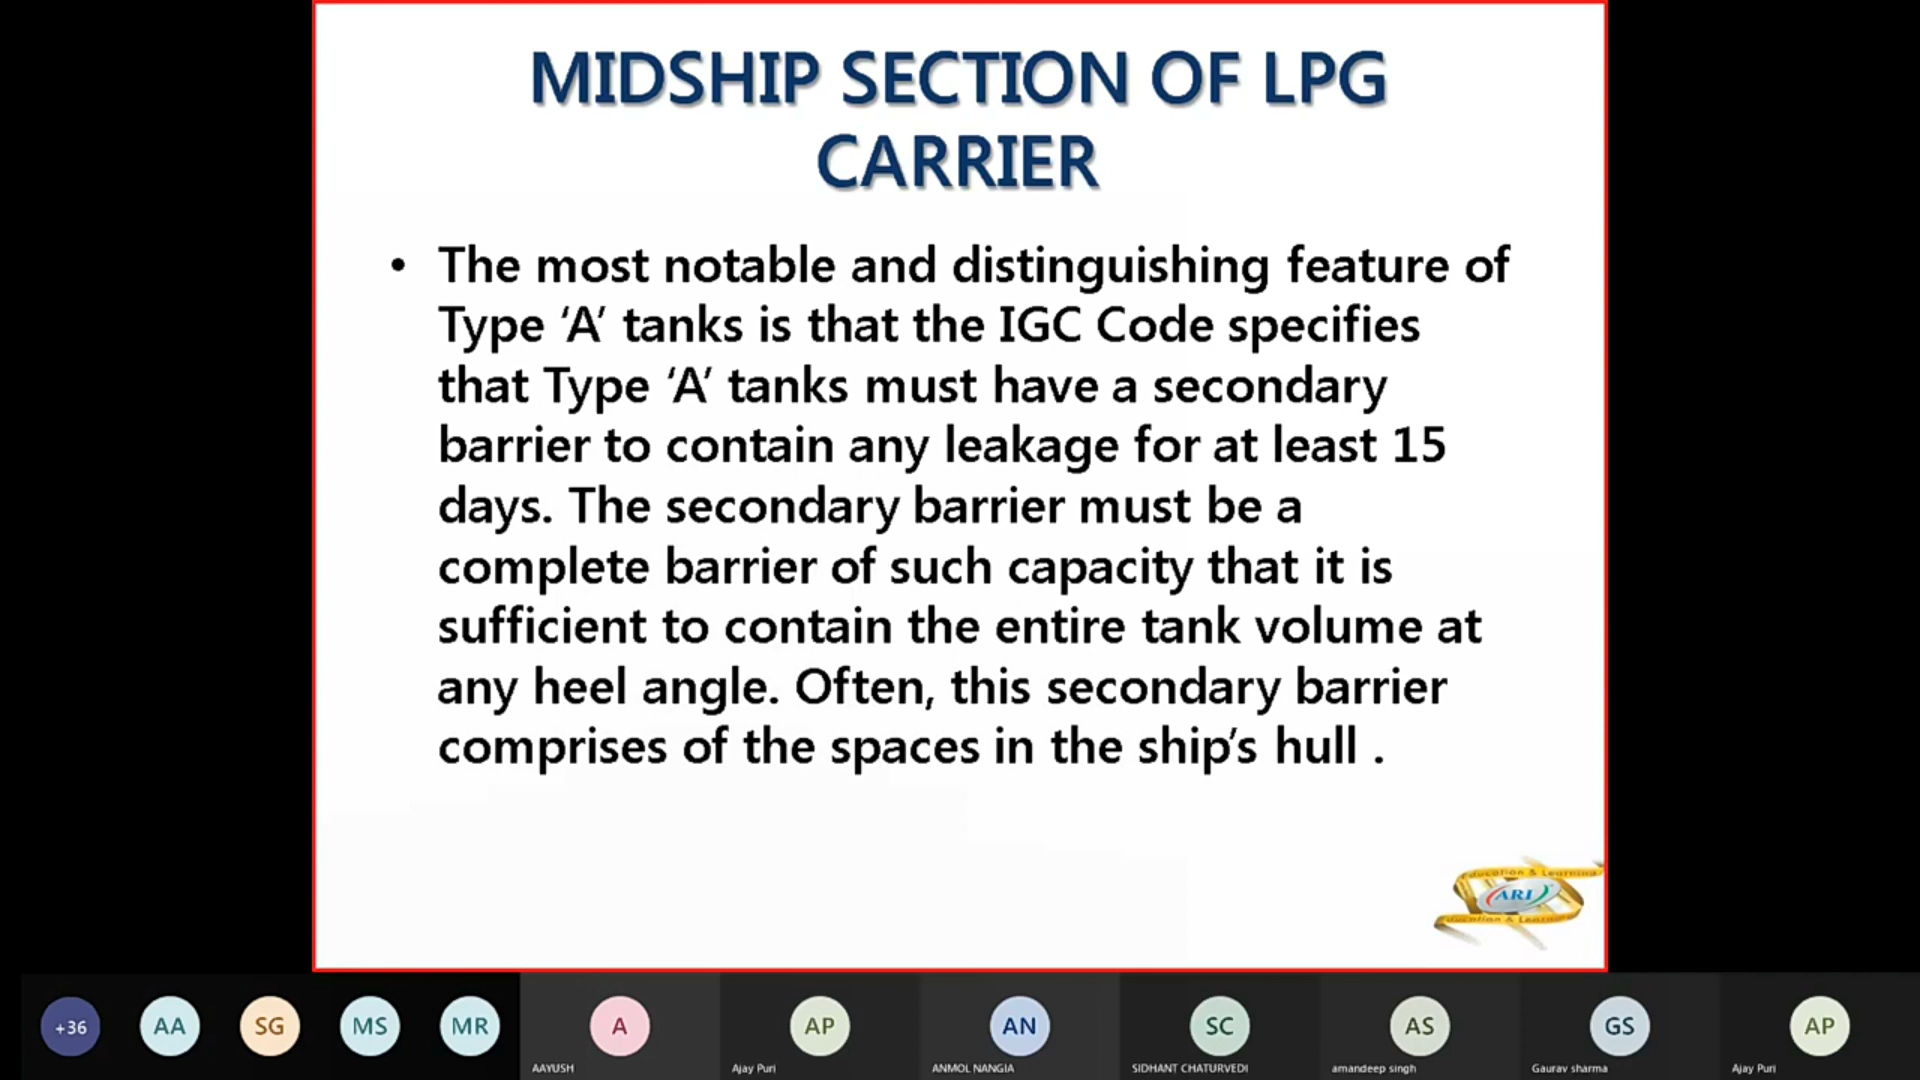 MIDSHIP SECTION OF LPG
CARRIER
• The most notable and distinguishing feature of
Type ‘A’ tanks is that the IGC Code specifies
that Type ‘A’ tanks must have a secondary
barrier to contain any leakage for at least 15
days. The secondary barrier must be a
complete barrier of such capacity that it is
sufficient to contain the entire tank volume at
any heel angle. Often, this secondary barrier
comprises of the spaces in the ship’s hull .
Education & Learning
ARI
Education & Learning
+36
AA
SG
MS
MR
A
AAYUSH
AP
Ajay Puri
AN
ANMOL NANGIA
SC
SIDHANT CHATURVEDI
AS
amandeep singh
GS
Gaurav sharma
AP
Ajay Puri